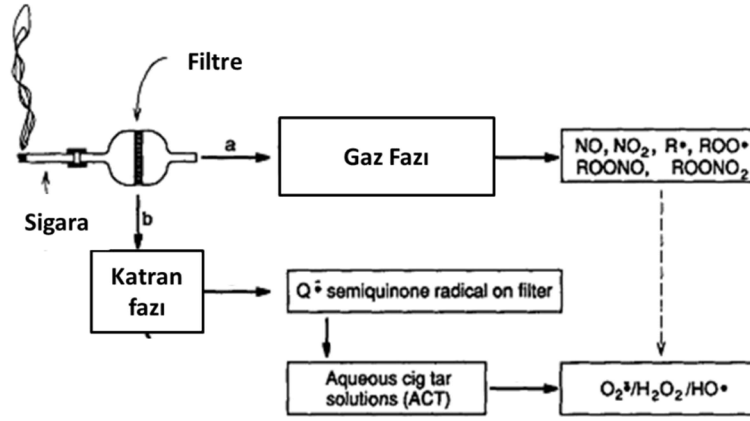 Filtre
a
Gaz Fazı
NO, NO₂, R•, ROO•
ROONO, ROONO₂
Sigara
b
Katran
fazı
Q•̄ semiquinone radical on filter
Aqueous cig tar
solutions (ACT)
O₂•̄/H₂O₂/HO•